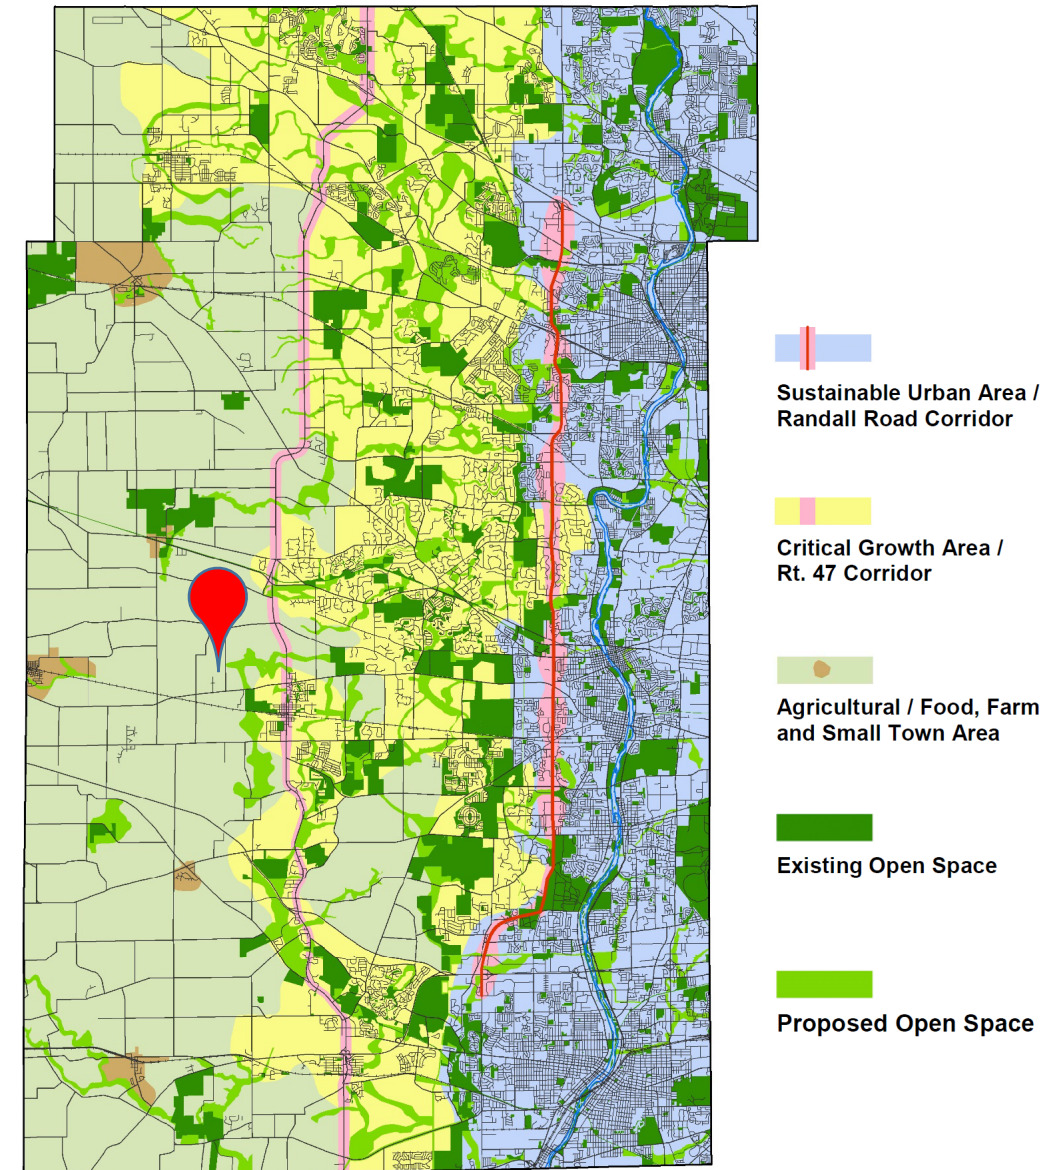 Sustainable Urban Area /
Randall Road Corridor
Critical Growth Area /
Rt. 47 Corridor
Agricultural / Food, Farm
and Small Town Area
Existing Open Space
Proposed Open Space